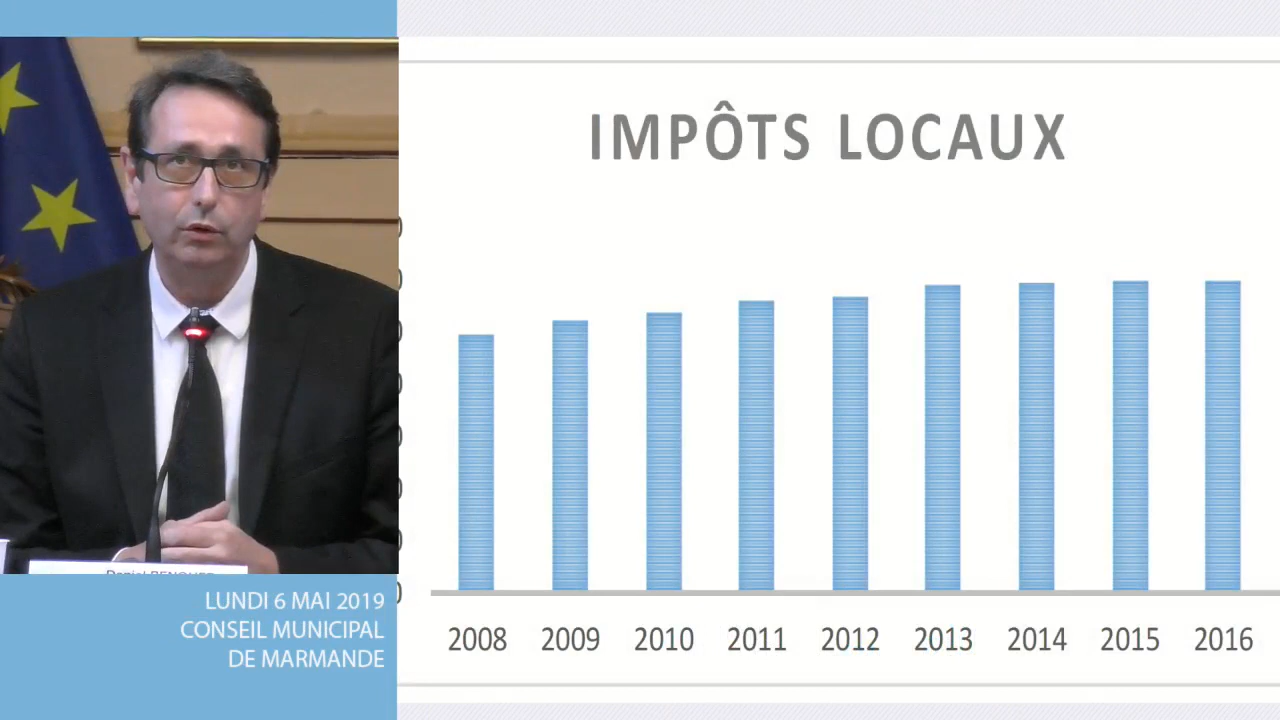 IMPÔTS LOCAUX
2008 2009 2010 2011 2012 2013 2014 2015 2016
LUNDI 6 MAI 2019
CONSEIL MUNICIPAL
DE MARMANDE